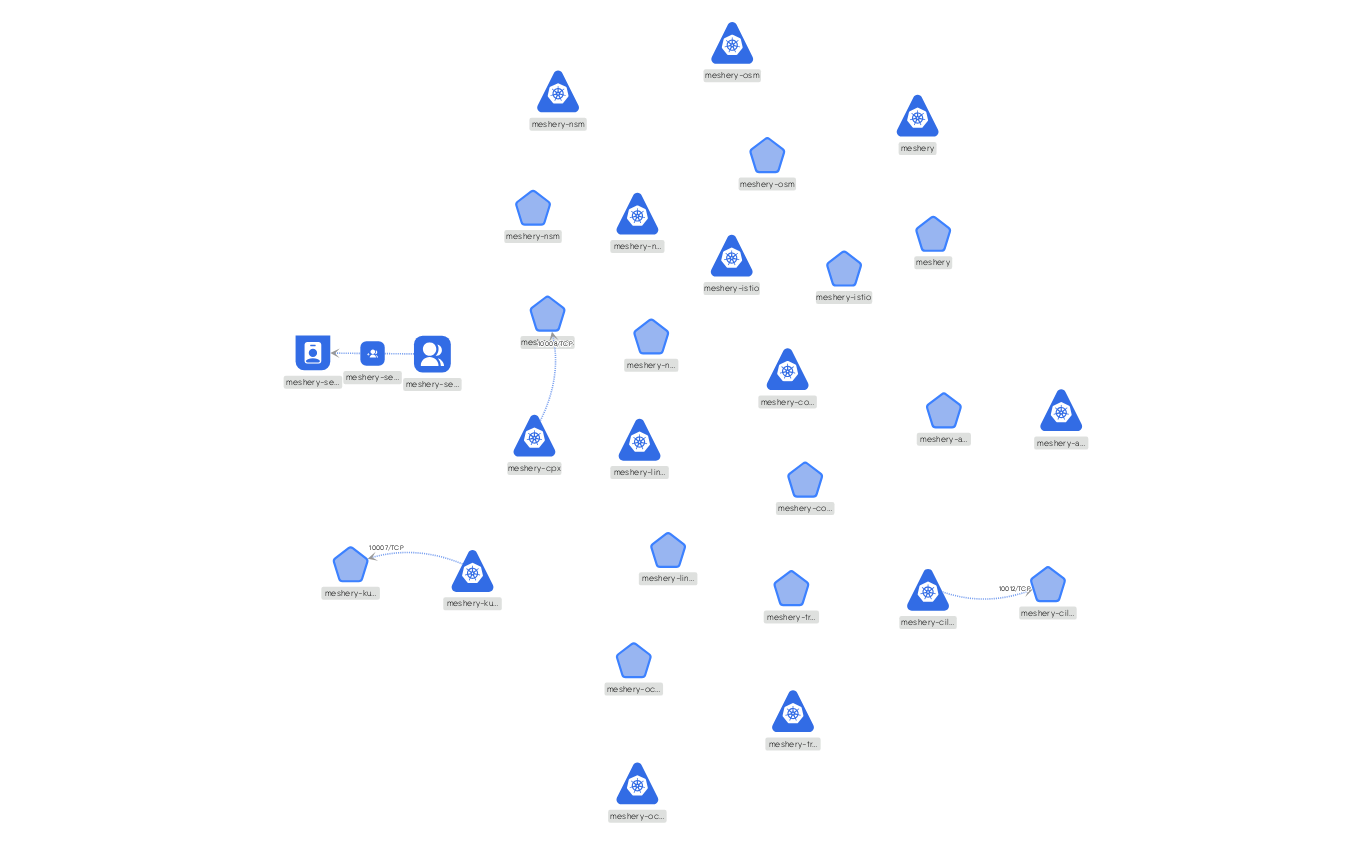 meshery-osm
meshery-nsm
meshery
meshery-osm
meshery-nsm
meshery-n...
meshery
meshery-istio
meshery-istio
10008/TCP
meshery-n...
meshery-se...
meshery-se...
meshery-se...
meshery-co...
meshery-a...
meshery-a...
meshery-cpx
meshery-lin...
meshery-co...
10007/TCP
meshery-ku...
meshery-ku...
meshery-lin...
meshery-tr...
10012/TCP
meshery-cil...
meshery-cil...
meshery-oc...
meshery-tr...
meshery-oc...